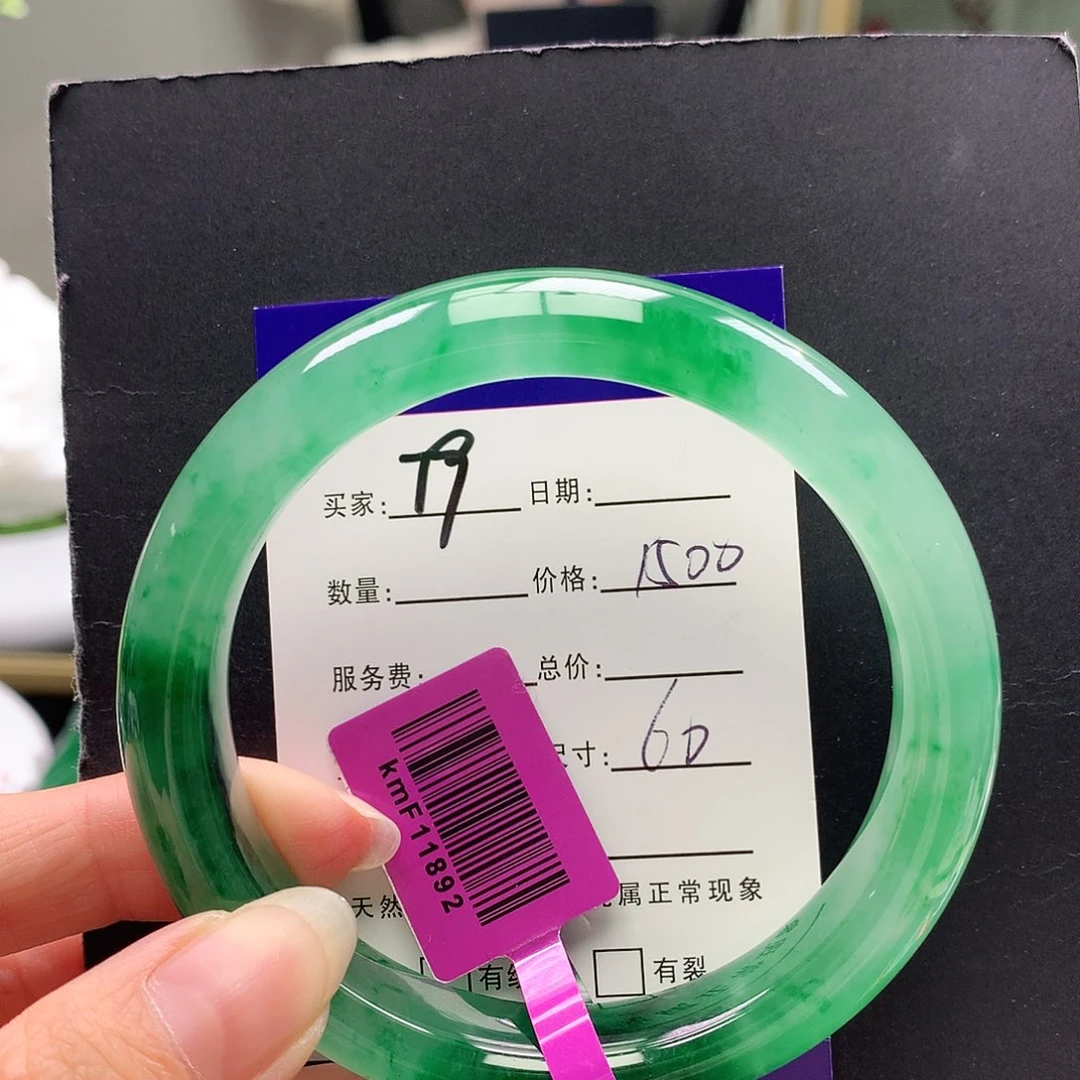 买家: 日期:
数量: 价格: 1500
服务费: 总价:
寸: 60
kmF11892
天然 属正常现象
有 有裂